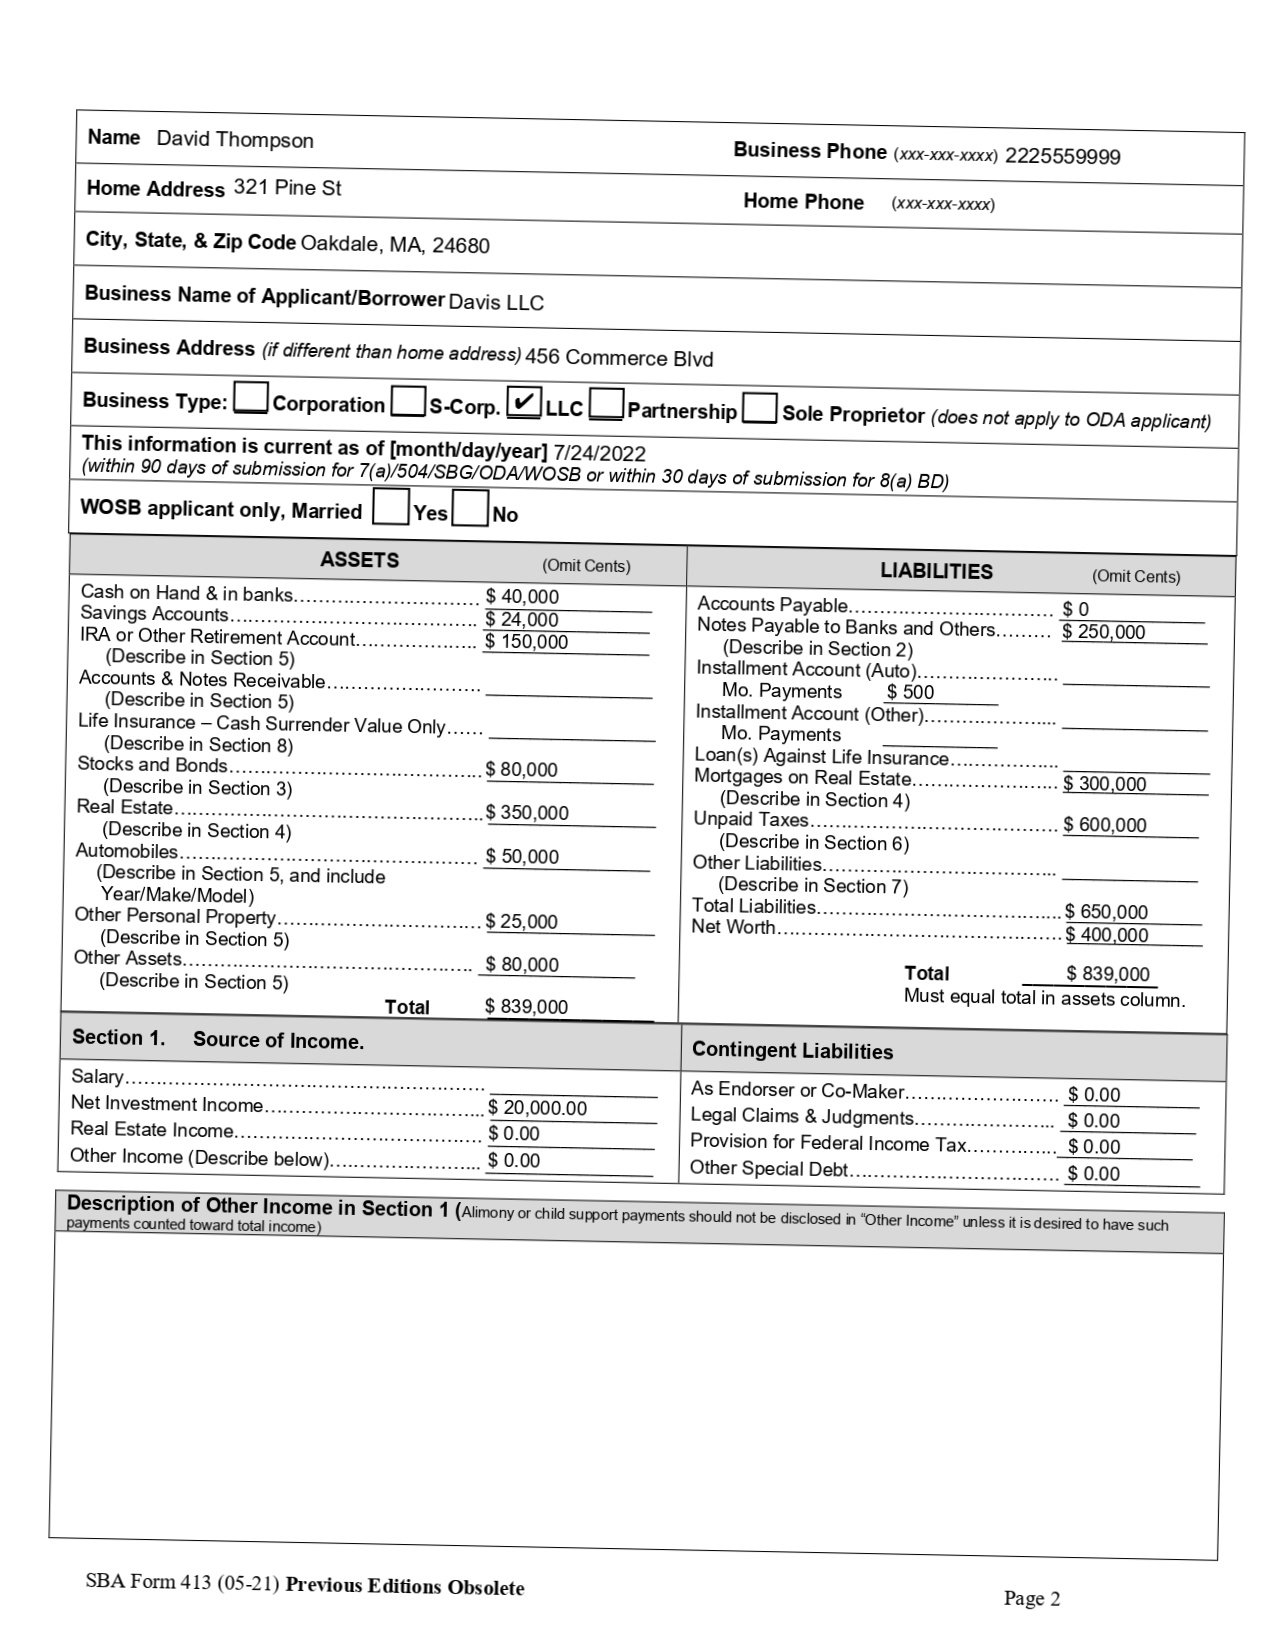 Name David Thompson Business Phone (xxx-xxx-xxxx) 2225559999
Home Address 321 Pine St Home Phone (xxx-xxx-xxxx)
City, State, & Zip Code Oakdale, MA, 24680
Business Name of Applicant/Borrower Davis LLC
Business Address (if different than home address) 456 Commerce Blvd
Business Type: Corporation S-Corp. ✔ LLC Partnership Sole Proprietor (does not apply to ODA applicant)
This information is current as of [month/day/year] 7/24/2022
(within 90 days of submission for 7(a)/504/SBG/ODA/WOSB or within 30 days of submission for 8(a) BD)
WOSB applicant only, Married Yes No
ASSETS (Omit Cents)
Cash on Hand & in banks........ $ 40,000
Savings Accounts........ $ 24,000
IRA or Other Retirement Account........ $ 150,000
(Describe in Section 5)
Accounts & Notes Receivable........
(Describe in Section 5)
Life Insurance – Cash Surrender Value Only......
(Describe in Section 8)
Stocks and Bonds........ $ 80,000
(Describe in Section 3)
Real Estate........ $ 350,000
(Describe in Section 4)
Automobiles........ $ 50,000
(Describe in Section 5, and include
Year/Make/Model)
Other Personal Property........ $ 25,000
(Describe in Section 5)
Other Assets........ $ 80,000
(Describe in Section 5)
Total $ 839,000
LIABILITIES (Omit Cents)
Accounts Payable........ $ 0
Notes Payable to Banks and Others........ $ 250,000
(Describe in Section 2)
Installment Account (Auto)........
Mo. Payments $ 500
Installment Account (Other)........
Mo. Payments
Loan(s) Against Life Insurance........
Mortgages on Real Estate........ $ 300,000
(Describe in Section 4)
Unpaid Taxes........ $ 600,000
(Describe in Section 6)
Other Liabilities........
(Describe in Section 7)
Total Liabilities........ $ 650,000
Net Worth........ $ 400,000
Total $ 839,000
Must equal total in assets column.
Section 1. Source of Income.
Salary........
Net Investment Income........ $ 20,000.00
Real Estate Income........ $ 0.00
Other Income (Describe below)........ $ 0.00
Contingent Liabilities
As Endorser or Co-Maker........ $ 0.00
Legal Claims & Judgments........ $ 0.00
Provision for Federal Income Tax........ $ 0.00
Other Special Debt........ $ 0.00
Description of Other Income in Section 1 (Alimony or child support payments should not be disclosed in “Other Income” unless it is desired to have such
payments counted toward total income)
SBA Form 413 (05-21) Previous Editions Obsolete Page 2